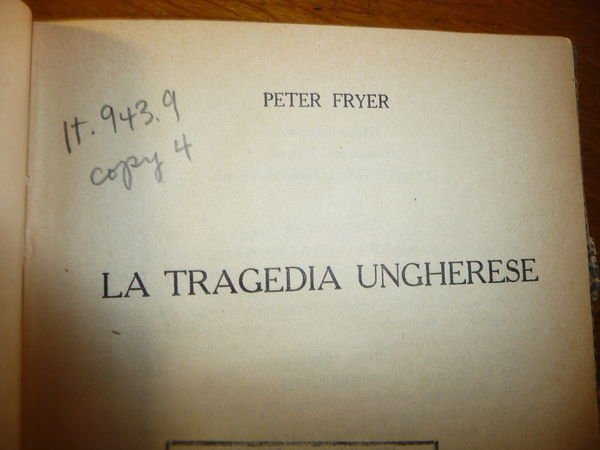 PETER FRYER
It. 943.9
copy 4
LA TRAGEDIA UNGHERESE